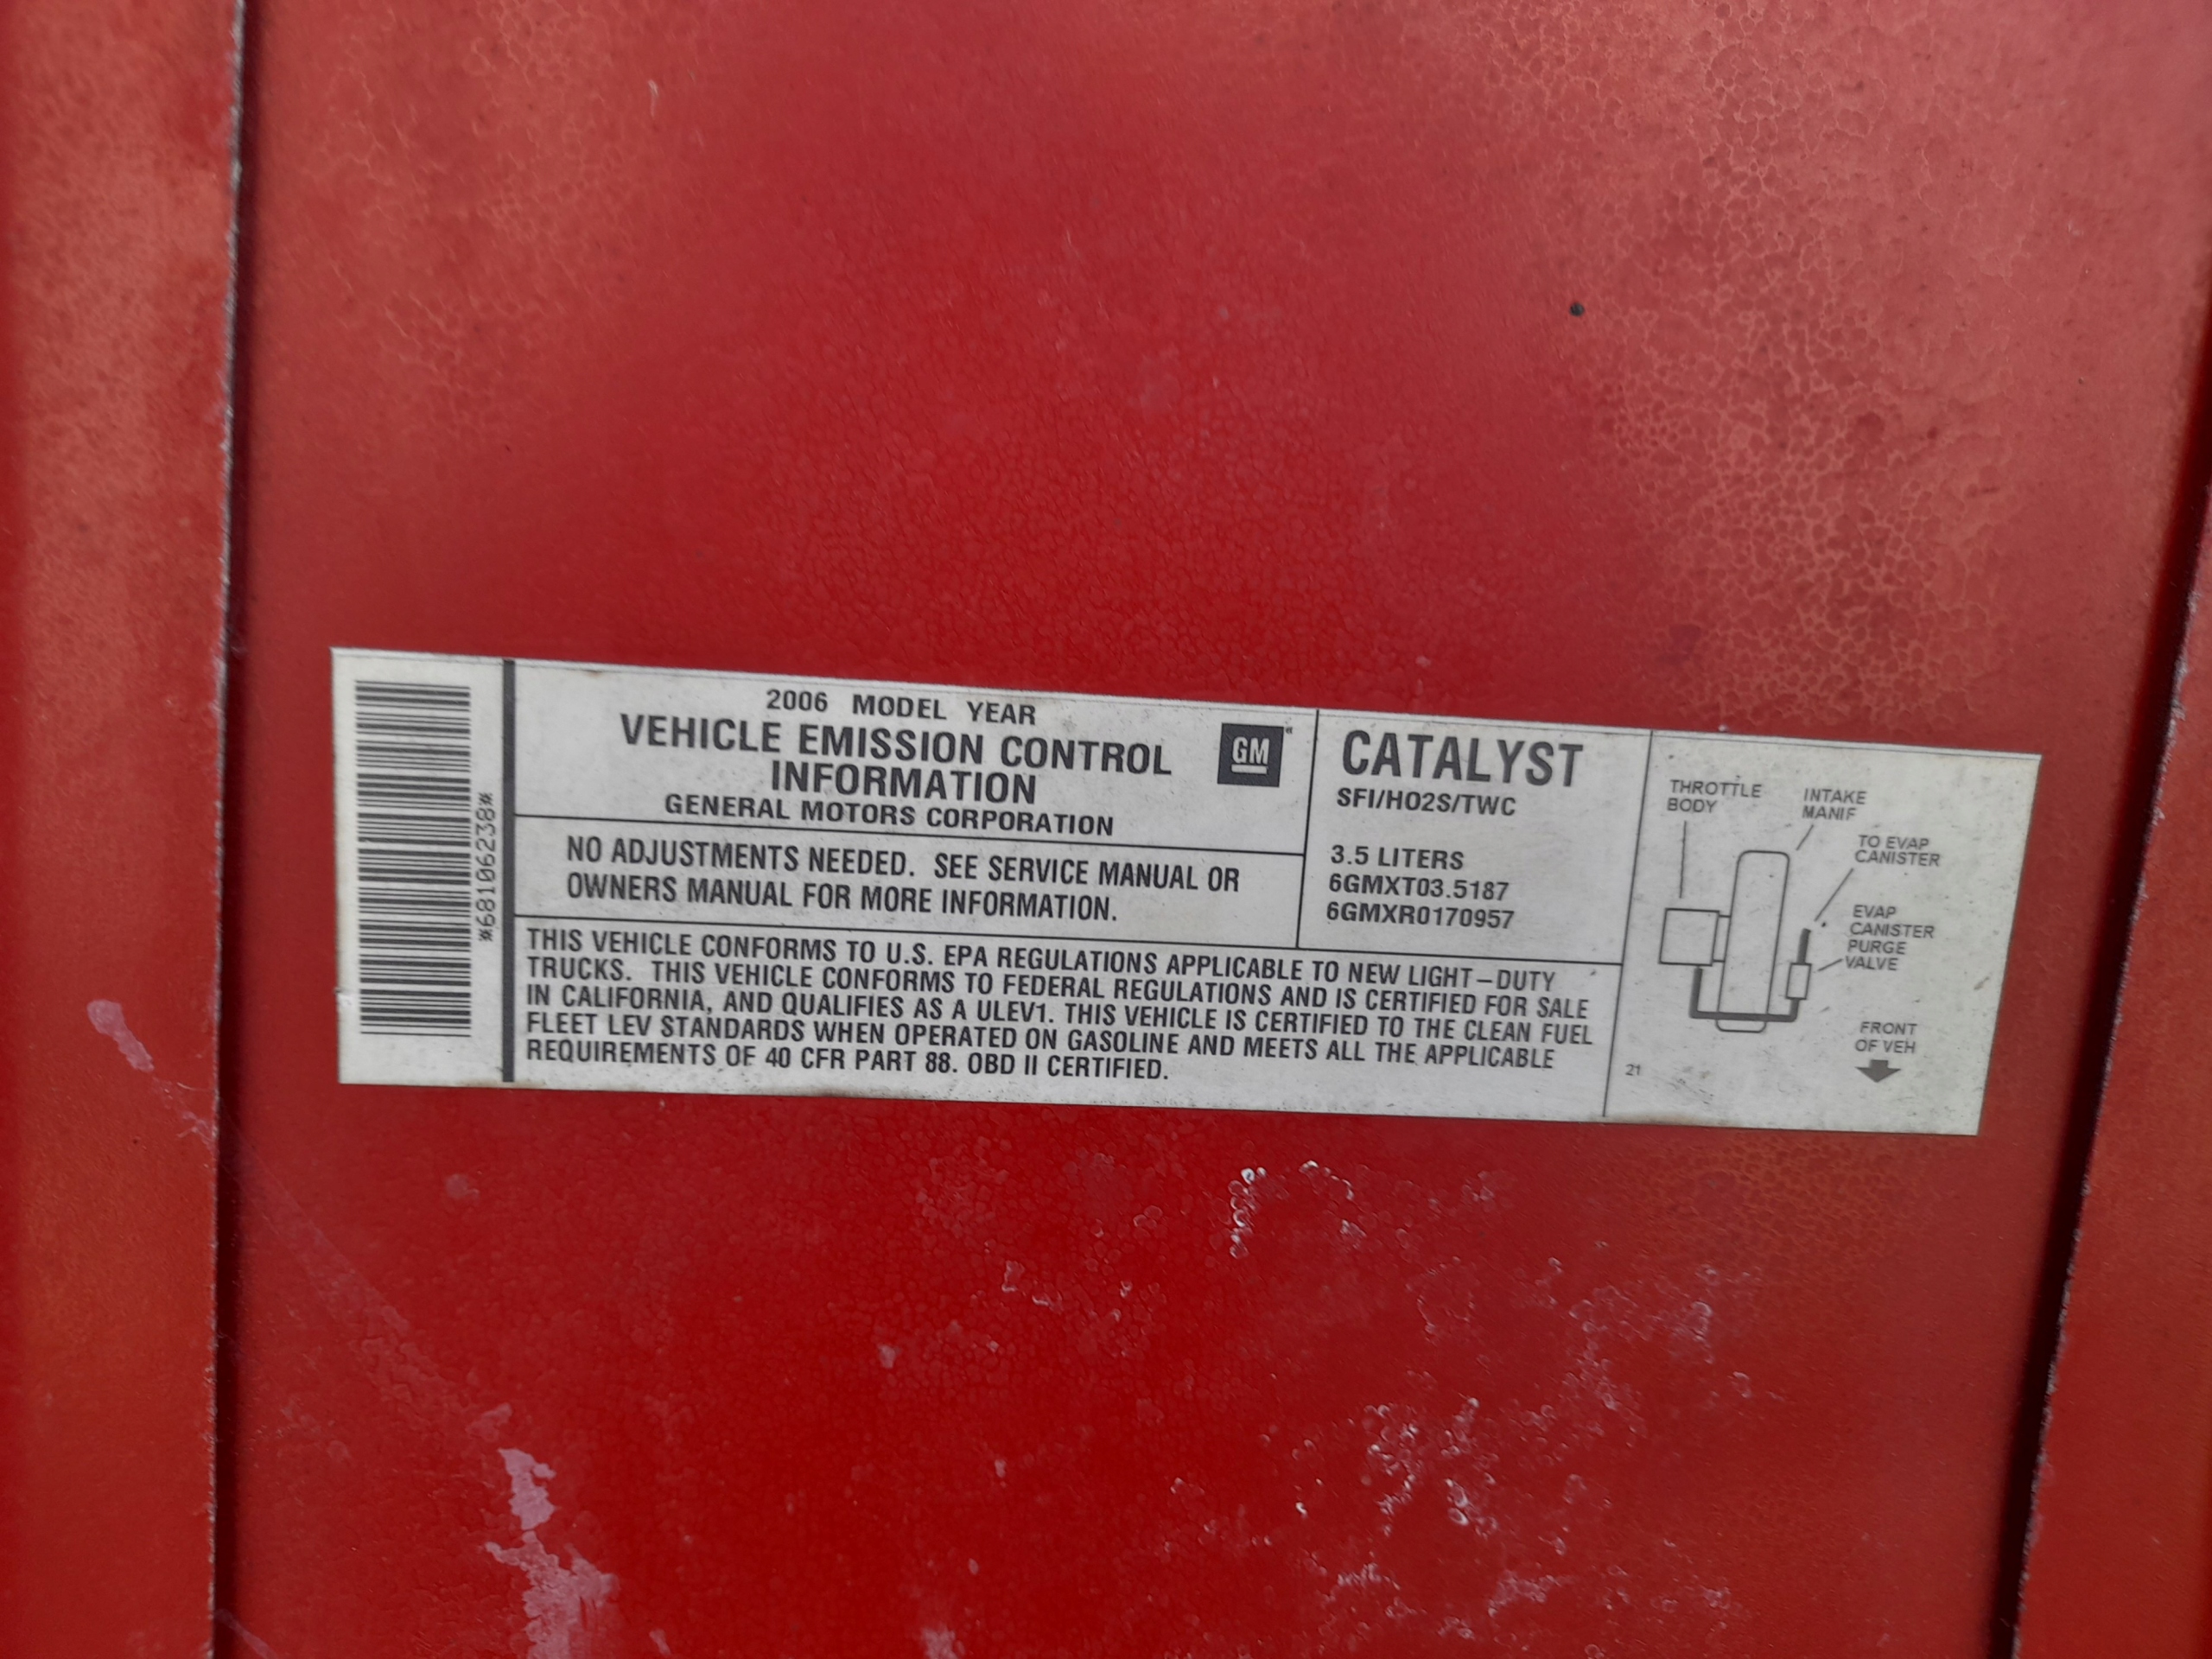 *68106238*
2006 MODEL YEAR
VEHICLE EMISSION CONTROL
INFORMATION
GENERAL MOTORS CORPORATION
GM
NO ADJUSTMENTS NEEDED. SEE SERVICE MANUAL OR
OWNERS MANUAL FOR MORE INFORMATION.
CATALYST
SFI/HO2S/TWC
3.5 LITERS
6GMXT03.5187
6GMXR0170957
THIS VEHICLE CONFORMS TO U.S. EPA REGULATIONS APPLICABLE TO NEW LIGHT-DUTY
TRUCKS. THIS VEHICLE CONFORMS TO FEDERAL REGULATIONS AND IS CERTIFIED FOR SALE
IN CALIFORNIA, AND QUALIFIES AS A ULEV1. THIS VEHICLE IS CERTIFIED TO THE CLEAN FUEL
FLEET LEV STANDARDS WHEN OPERATED ON GASOLINE AND MEETS ALL THE APPLICABLE
REQUIREMENTS OF 40 CFR PART 88. OBD II CERTIFIED.
THROTTLE
BODY
INTAKE
MANIF
TO EVAP
CANISTER
EVAP
CANISTER
PURGE
VALVE
FRONT
OF VEH
21